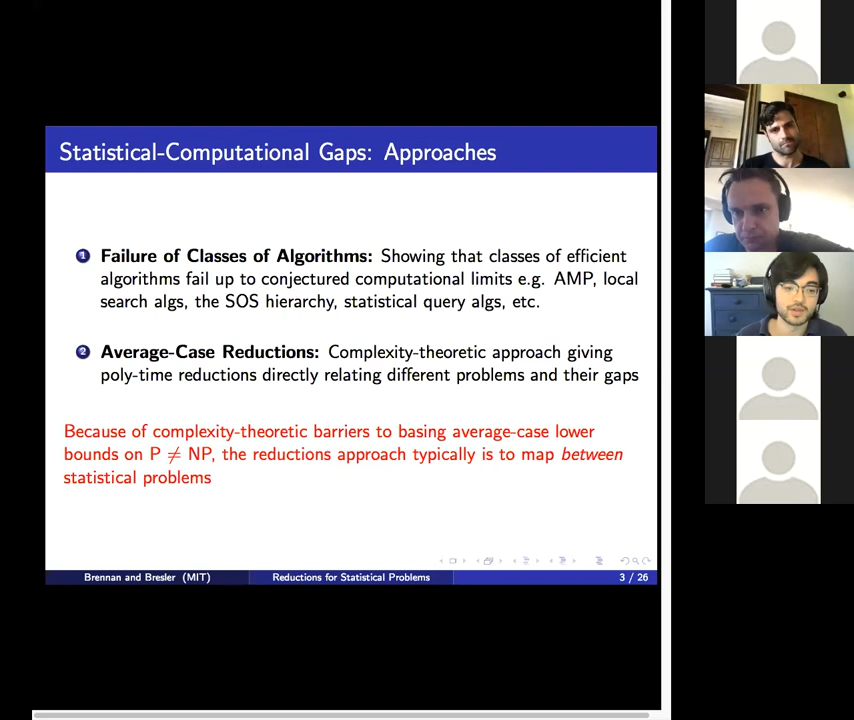 Statistical-Computational Gaps: Approaches
1 Failure of Classes of Algorithms: Showing that classes of efficient
algorithms fail up to conjectured computational limits e.g. AMP, local
search algs, the SOS hierarchy, statistical query algs, etc.
2 Average-Case Reductions: Complexity-theoretic approach giving
poly-time reductions directly relating different problems and their gaps
Because of complexity-theoretic barriers to basing average-case lower
bounds on P ≠ NP, the reductions approach typically is to map between
statistical problems
Brennan and Bresler (MIT) Reductions for Statistical Problems 3 / 26